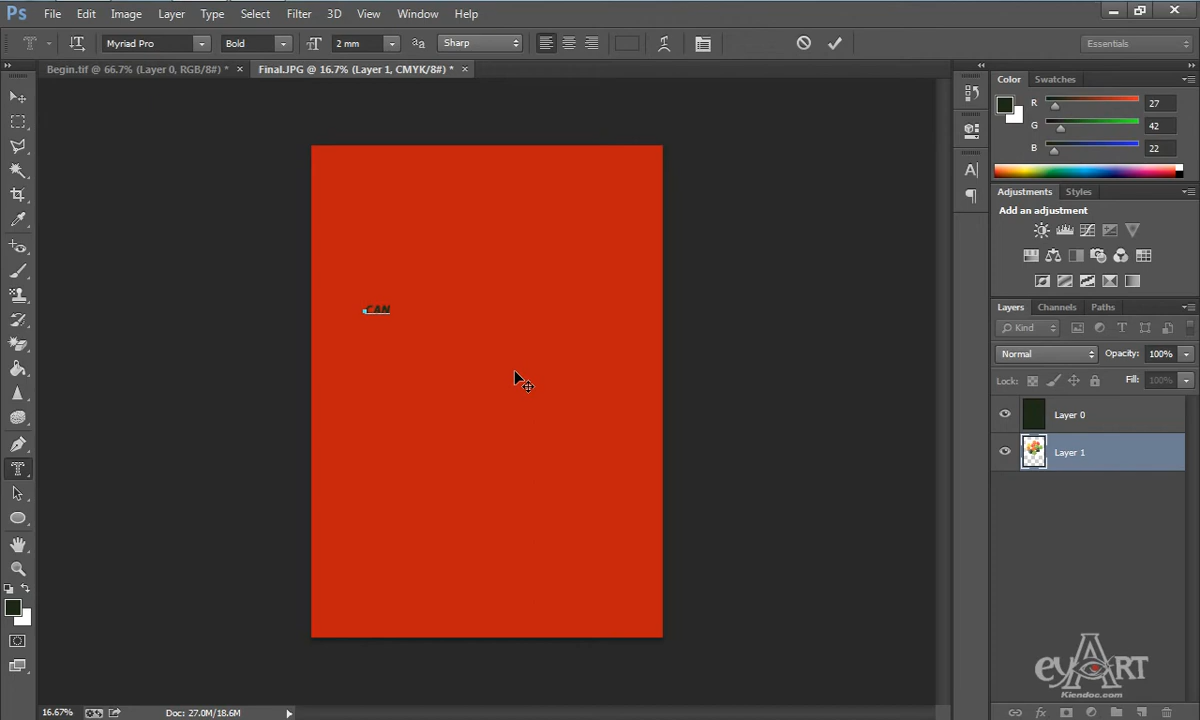 Ps File Edit Image Layer Type Select Filter 3D View Window Help
Myriad Pro Bold 2 mm Sharp Essentials
Begin.tif @ 66.7% (Layer 0, RGB/8#) * × Final.JPG @ 16.7% (Layer 1, CMYK/8#) * ×
Color Swatches
R 27
G 42
B 22
Adjustments Styles
Add an adjustment
CAN
Layers Channels Paths
Kind
Normal Opacity: 100%
Lock: Fill: 100%
Layer 0
Layer 1
eyART
Kiendoc.com
16.67% Doc: 27.0M/18.6M